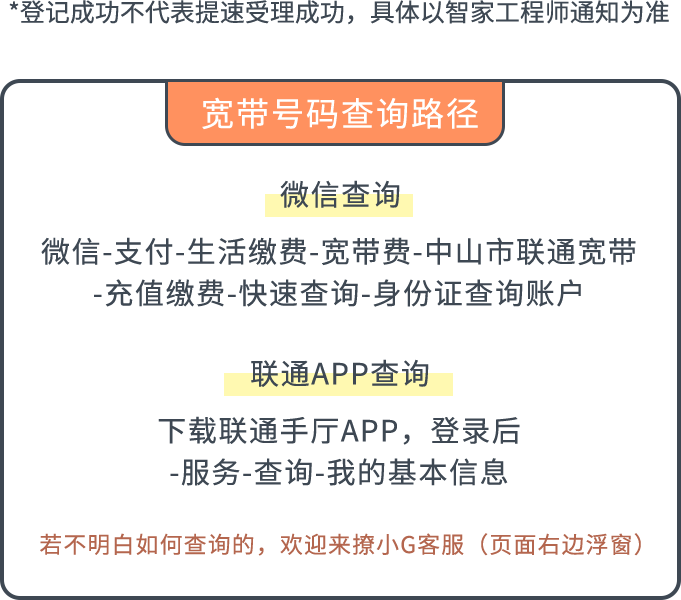 *登记成功不代表提速受理成功，具体以智家工程师通知为准
宽带号码查询路径
微信查询
微信-支付-生活缴费-宽带费-中山市联通宽带
-充值缴费-快速查询-身份证查询账户
联通APP查询
下载联通手厅APP，登录后
-服务-查询-我的基本信息
若不明白如何查询的，欢迎来撩小G客服（页面右边浮窗）